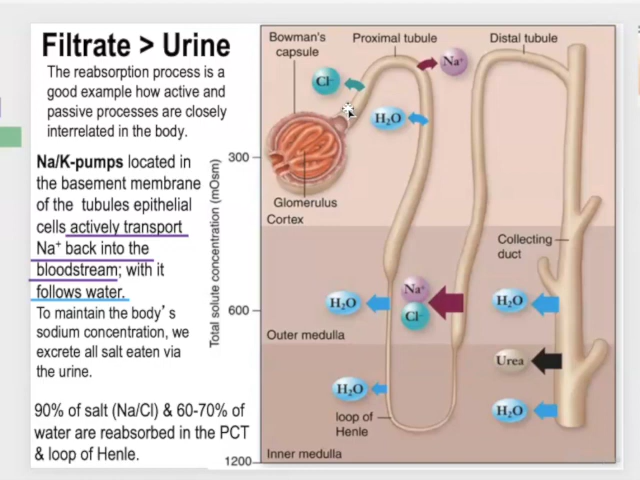 Filtrate > Urine
The reabsorption process is a
good example how active and
passive processes are closely
interrelated in the body.
Na/K-pumps located in
the basement membrane
of the tubules epithelial
cells actively transport
Na⁺ back into the
bloodstream; with it
follows water.
To maintain the body's
sodium concentration, we
excrete all salt eaten via
the urine.
90% of salt (Na/Cl) & 60-70% of
water are reabsorbed in the PCT
& loop of Henle.
Total solute concentration (mOsm)
300
600
1200
Bowman's
capsule
Proximal tubule
Distal tubule
Cl⁻
Na⁺
H₂O
Glomerulus
Cortex
Collecting
duct
Na⁺
Cl⁻
H₂O
H₂O
Outer medulla
Urea
H₂O
H₂O
loop of
Henle
Inner medulla